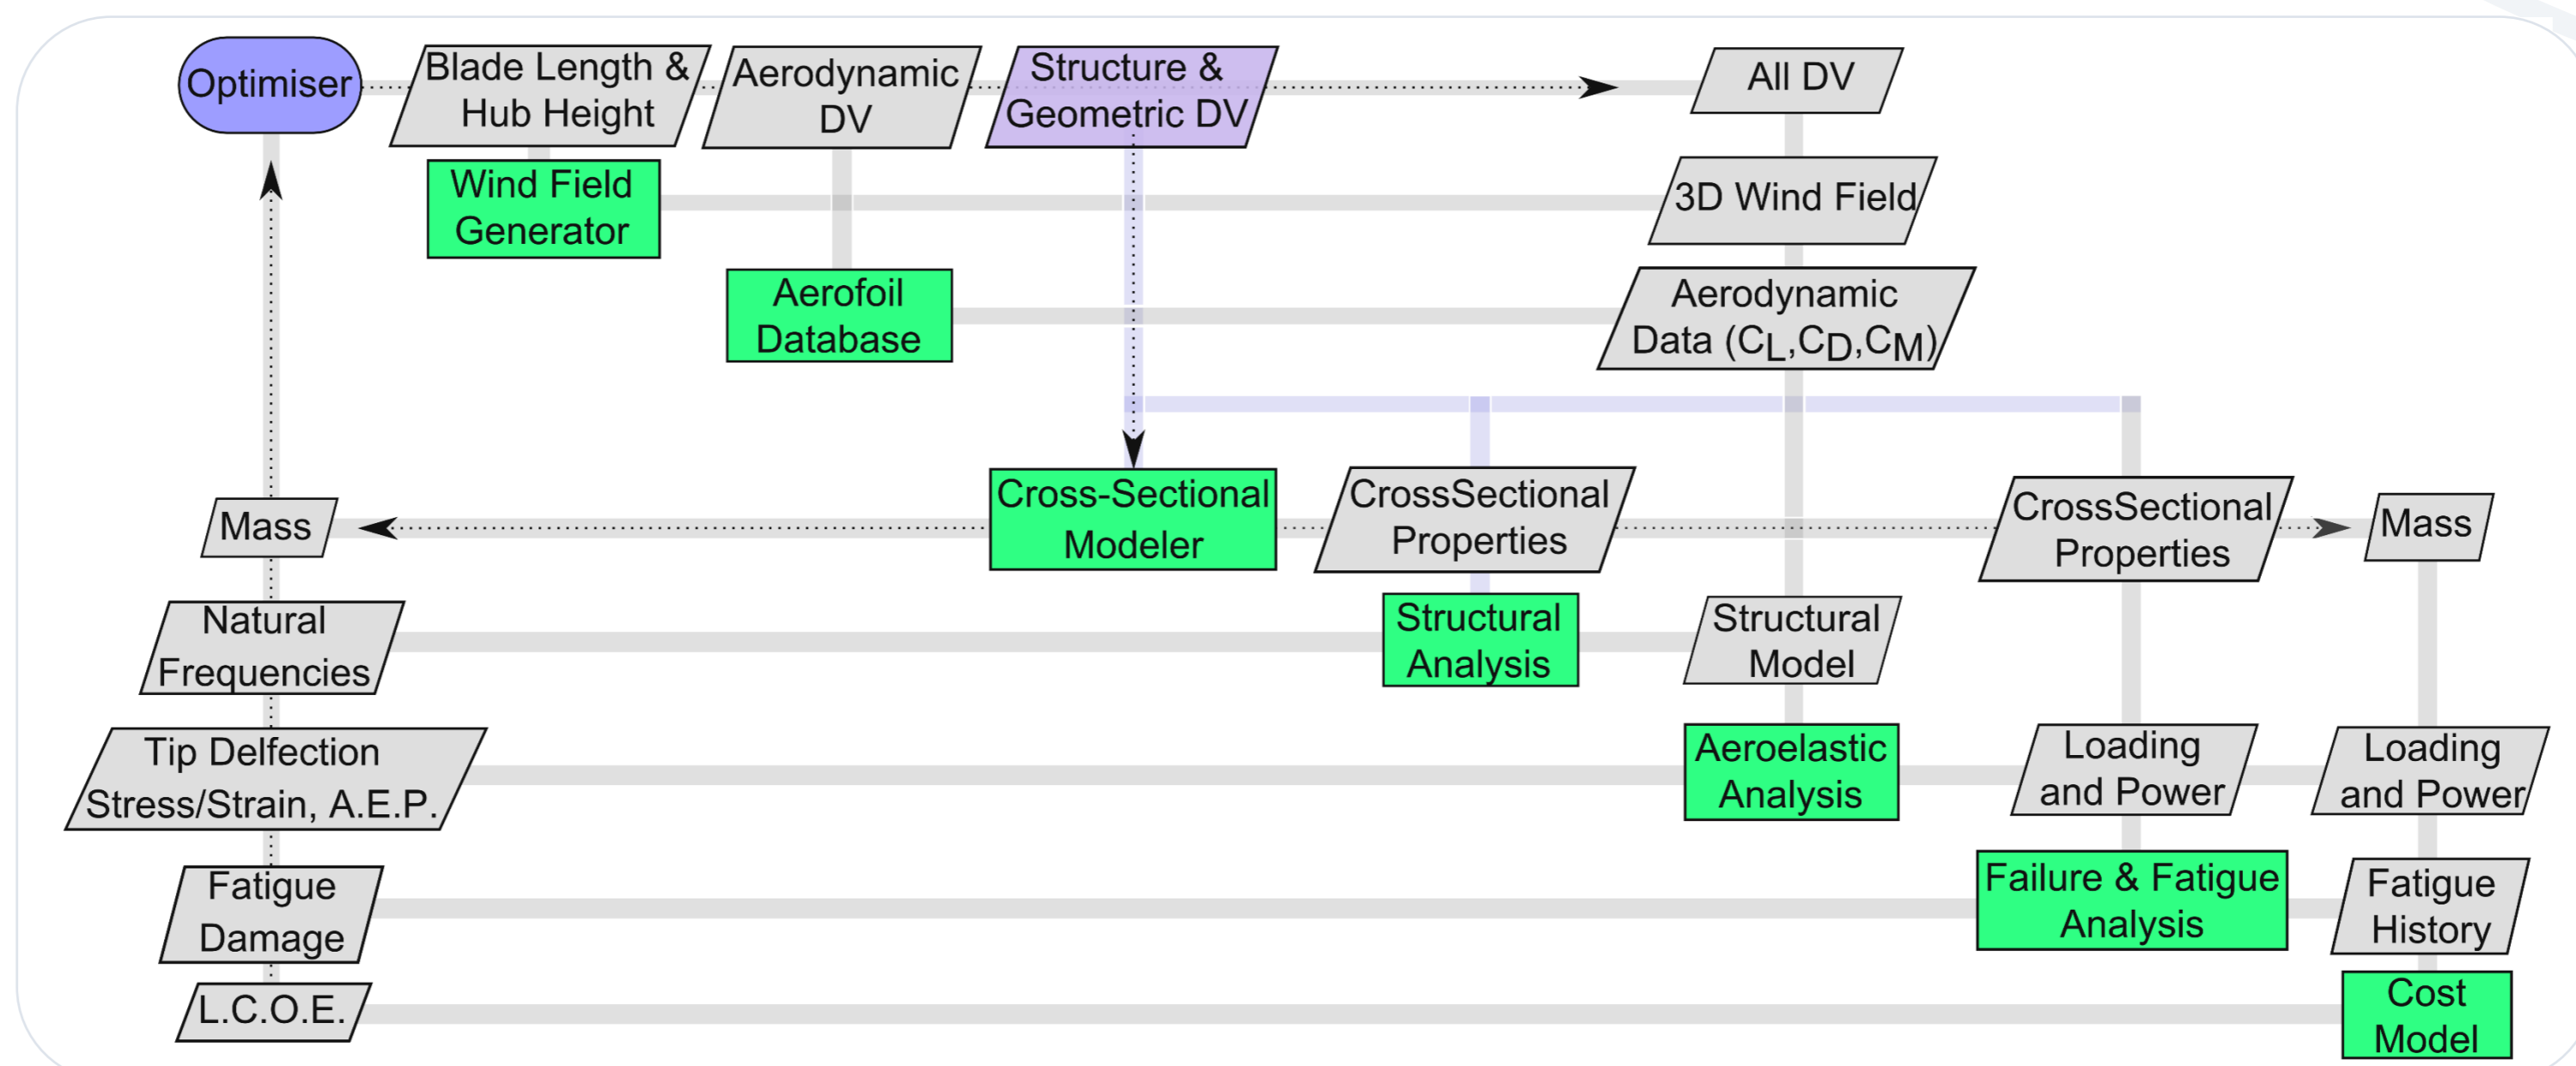 Optimiser
Blade Length &
Hub Height
Aerodynamic
DV
Structure &
Geometric DV
All DV
Wind Field
Generator
3D Wind Field
Aerofoil
Database
Aerodynamic
Data (CL,CD,CM)
Mass
Cross-Sectional
Modeler
CrossSectional
Properties
CrossSectional
Properties
Mass
Natural
Frequencies
Structural
Analysis
Structural
Model
Tip Delfection
Stress/Strain, A.E.P.
Aeroelastic
Analysis
Loading
and Power
Loading
and Power
Fatigue
Damage
Failure & Fatigue
Analysis
Fatigue
History
L.C.O.E.
Cost
Model